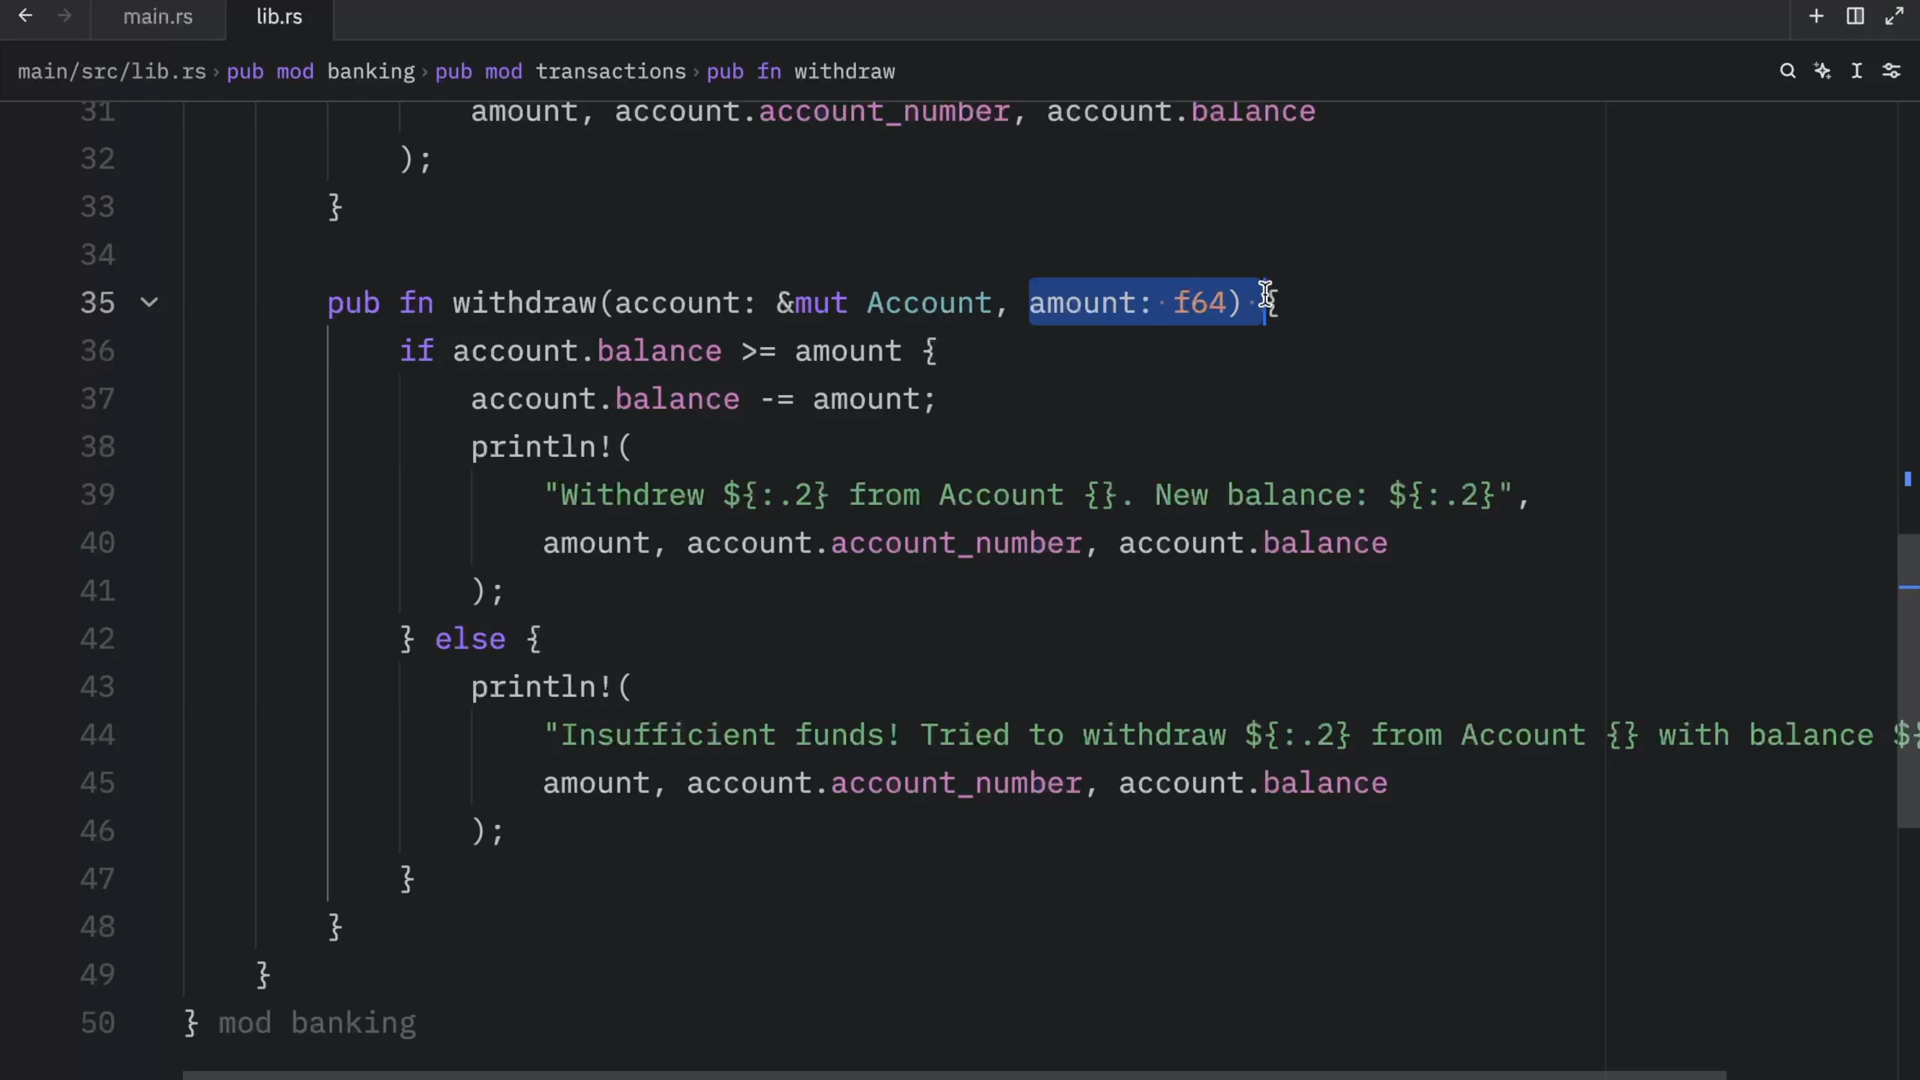 main.rs lib.rs
main/src/lib.rs › pub mod banking › pub mod transactions › pub fn withdraw
31 amount, account.account_number, account.balance
32 );
33 }
34
35 pub fn withdraw(account: &mut Account, amount: f64) {
36 if account.balance >= amount {
37 account.balance -= amount;
38 println!(
39 "Withdrew ${:.2} from Account {}. New balance: ${:.2}",
40 amount, account.account_number, account.balance
41 );
42 } else {
43 println!(
44 "Insufficient funds! Tried to withdraw ${:.2} from Account {} with balance ${
45 amount, account.account_number, account.balance
46 );
47 }
48 }
49 }
50 } mod banking